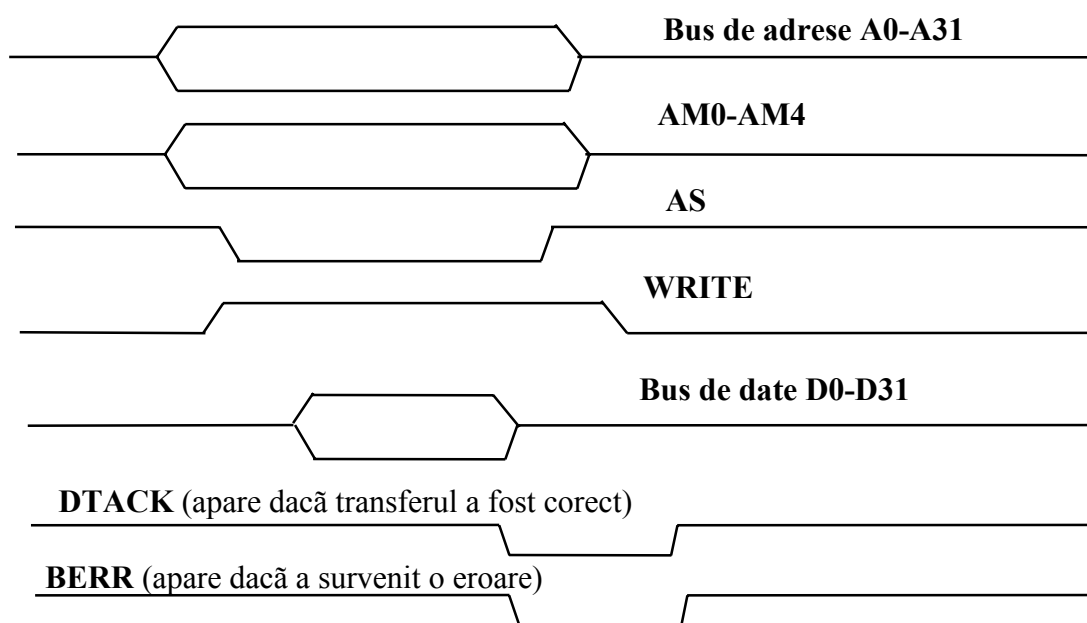 Bus de adrese A0-A31
AM0-AM4
AS
WRITE
Bus de date D0-D31
DTACK (apare dacã transferul a fost corect)
BERR (apare dacã a survenit o eroare)